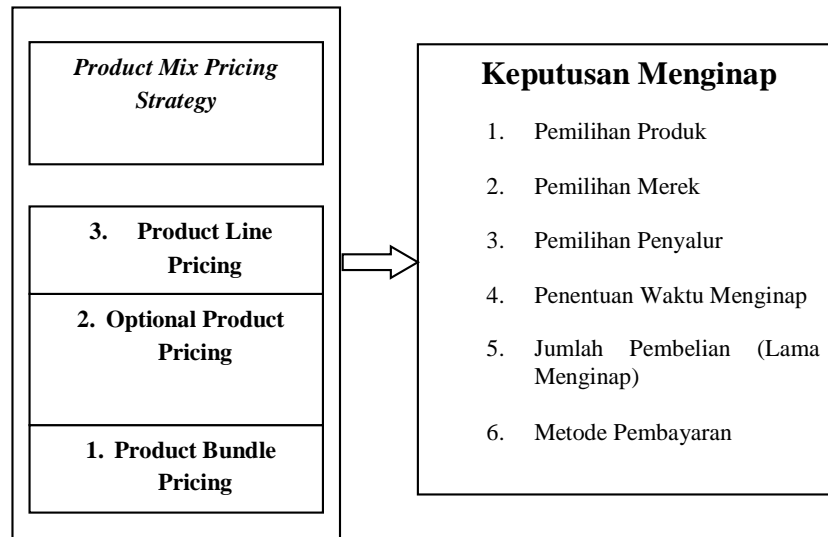 Product Mix Pricing
Strategy
3. Product Line
Pricing
2. Optional Product
Pricing
1. Product Bundle
Pricing
Keputusan Menginap
1. Pemilihan Produk
2. Pemilihan Merek
3. Pemilihan Penyalur
4. Penentuan Waktu Menginap
5. Jumlah Pembelian (Lama
Menginap)
6. Metode Pembayaran